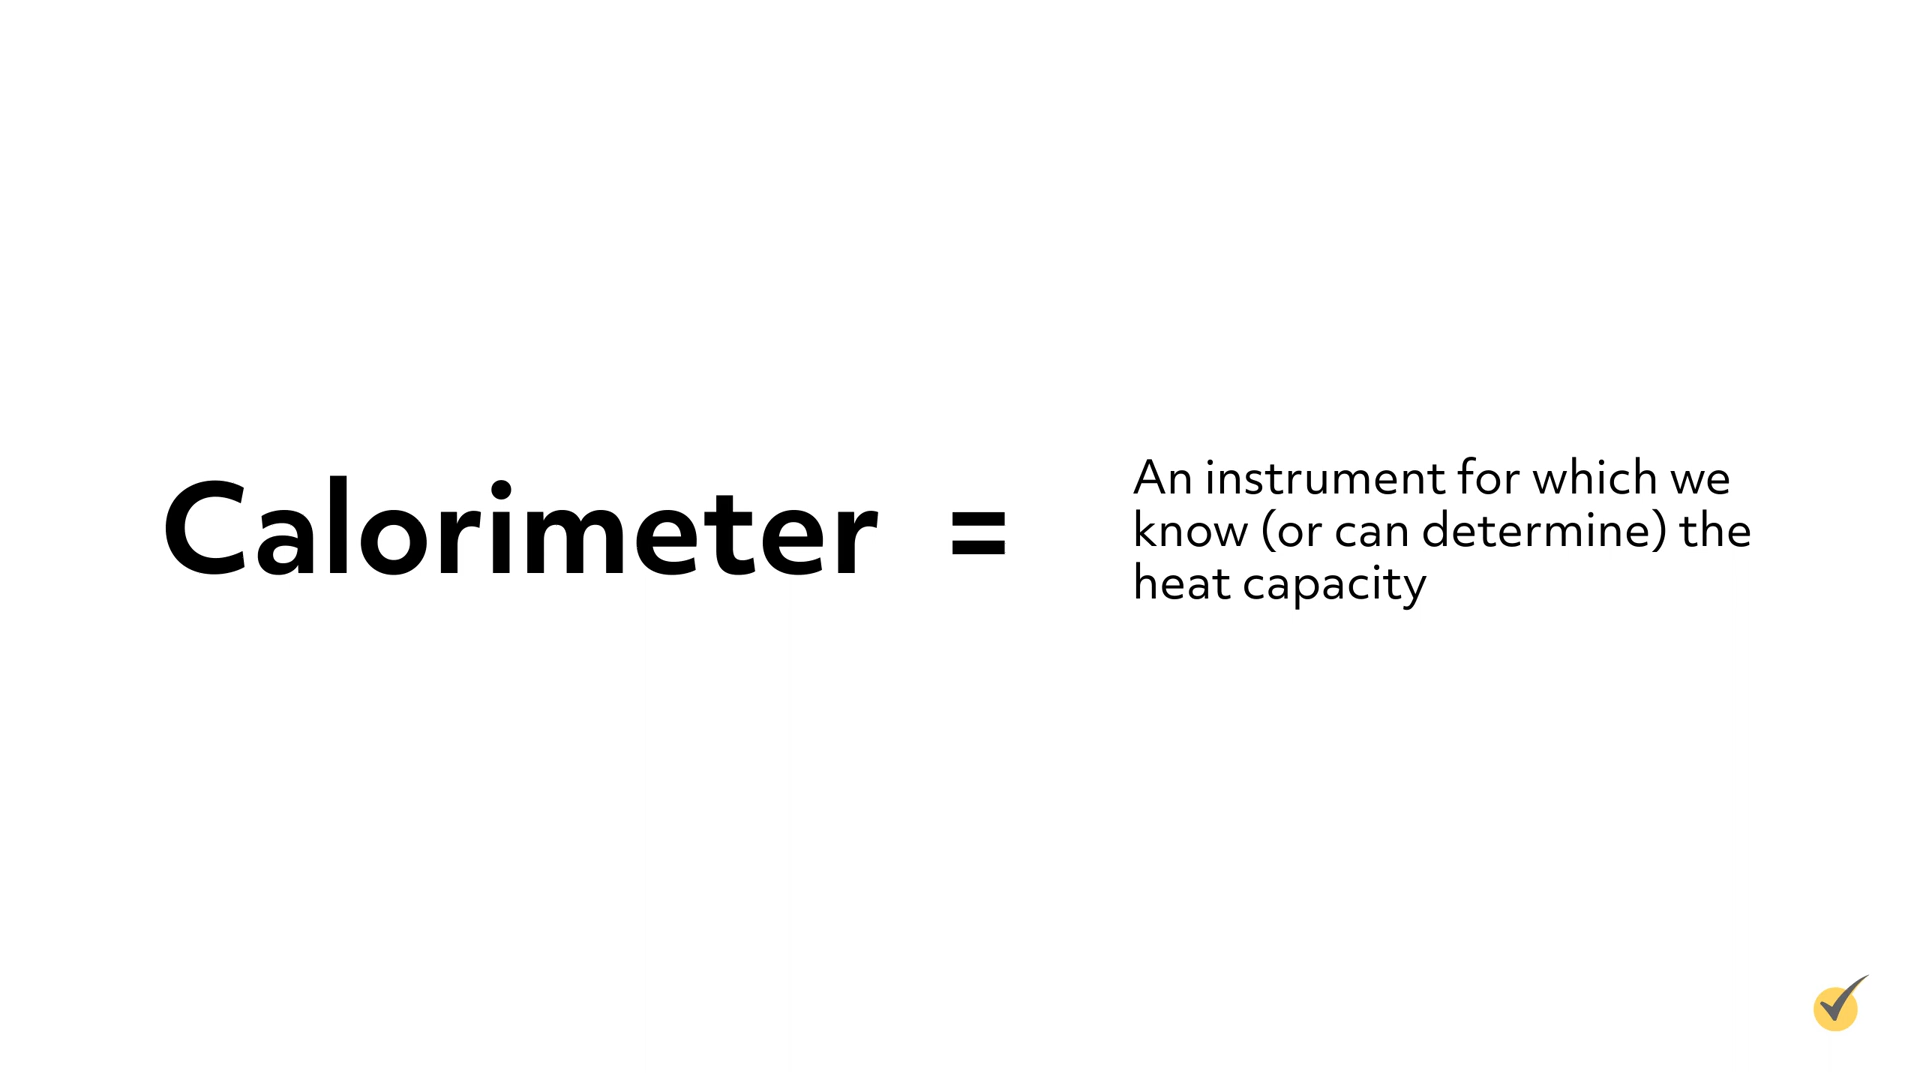 Calorimeter =
An instrument for which we
know (or can determine) the
heat capacity